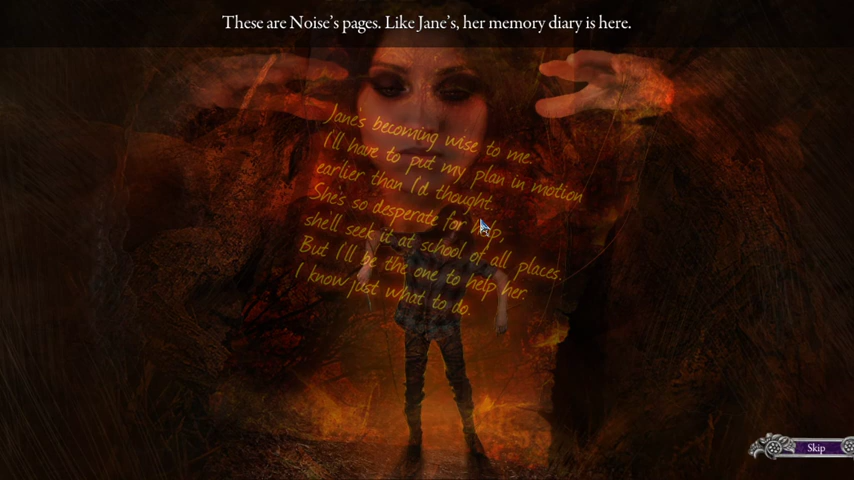 These are Noise's pages. Like Jane's, her memory diary is here.
Janes becoming wise to me.
I'll have to put my plan in motion
earlier than I'd thought.
She's so desperate for help,
she'll seek it at school of all places.
But I'll be the one to help her.
I know just what to do.
Skip